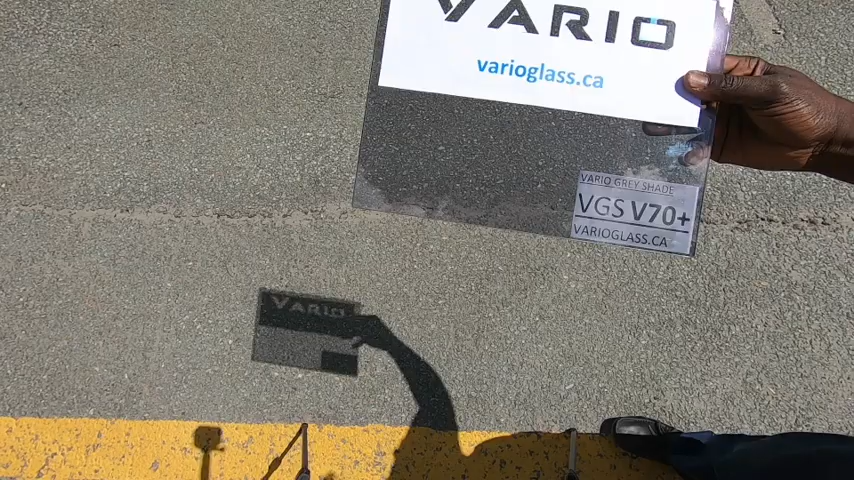 VARIO
varioglass.ca
VARIO GREY SHADE
VGS V70+
VARIOGLASS.CA
VARIO